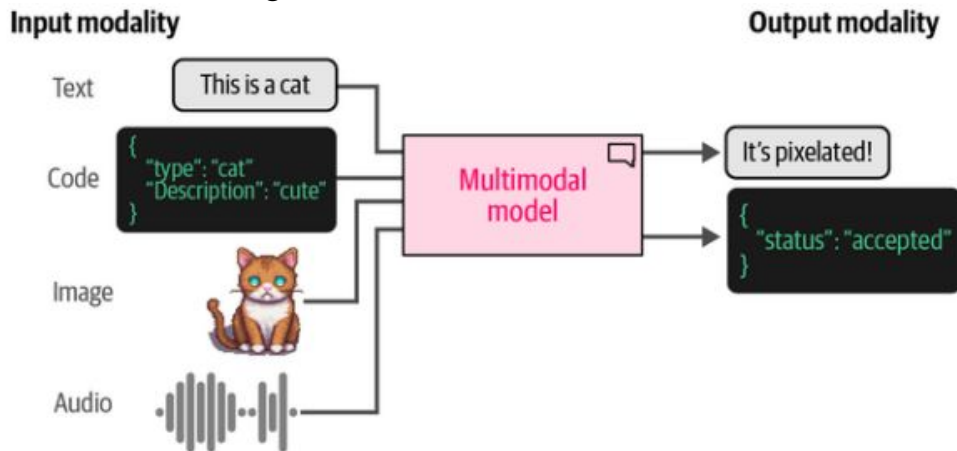 Input modality
Output modality
Text
This is a cat
Code
{
"type": "cat"
"Description": "cute"
}
Image
Audio
Multimodal
model
It's pixelated!
{
"status": "accepted"
}